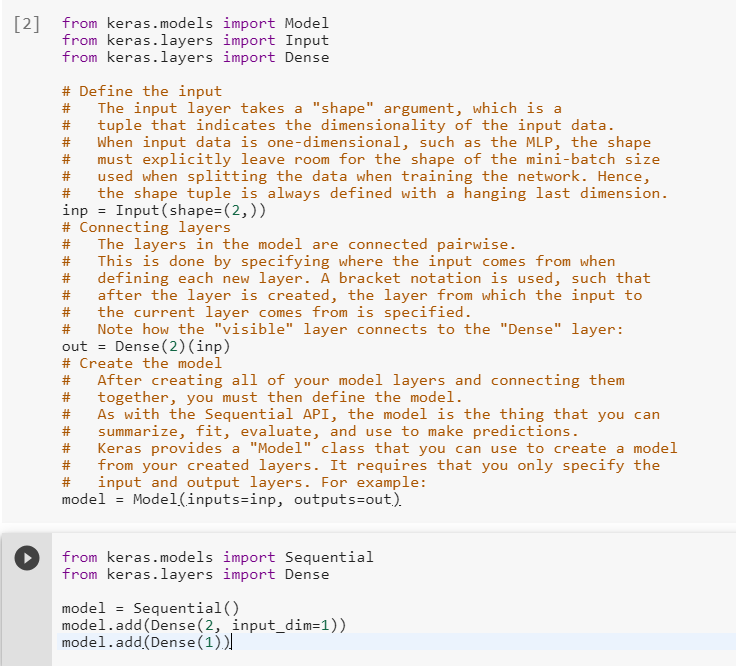 [2] from keras.models import Model
from keras.layers import Input
from keras.layers import Dense
# Define the input
#   The input layer takes a "shape" argument, which is a
#   tuple that indicates the dimensionality of the input data.
#   When input data is one-dimensional, such as the MLP, the shape
#   must explicitly leave room for the shape of the mini-batch size
#   used when splitting the data when training the network. Hence,
#   the shape tuple is always defined with a hanging last dimension.
inp = Input(shape=(2,))
# Connecting layers
#   The layers in the model are connected pairwise.
#   This is done by specifying where the input comes from when
#   defining each new layer. A bracket notation is used, such that
#   after the layer is created, the layer from which the input to
#   the current layer comes from is specified.
#   Note how the "visible" layer connects to the "Dense" layer:
out = Dense(2)(inp)
# Create the model
#   After creating all of your model layers and connecting them
#   together, you must then define the model.
#   As with the Sequential API, the model is the thing that you can
#   summarize, fit, evaluate, and use to make predictions.
#   Keras provides a "Model" class that you can use to create a model
#   from your created layers. It requires that you only specify the
#   input and output layers. For example:
model = Model(inputs=inp, outputs=out)
from keras.models import Sequential
from keras.layers import Dense
model = Sequential()
model.add(Dense(2, input_dim=1))
model.add(Dense(1))